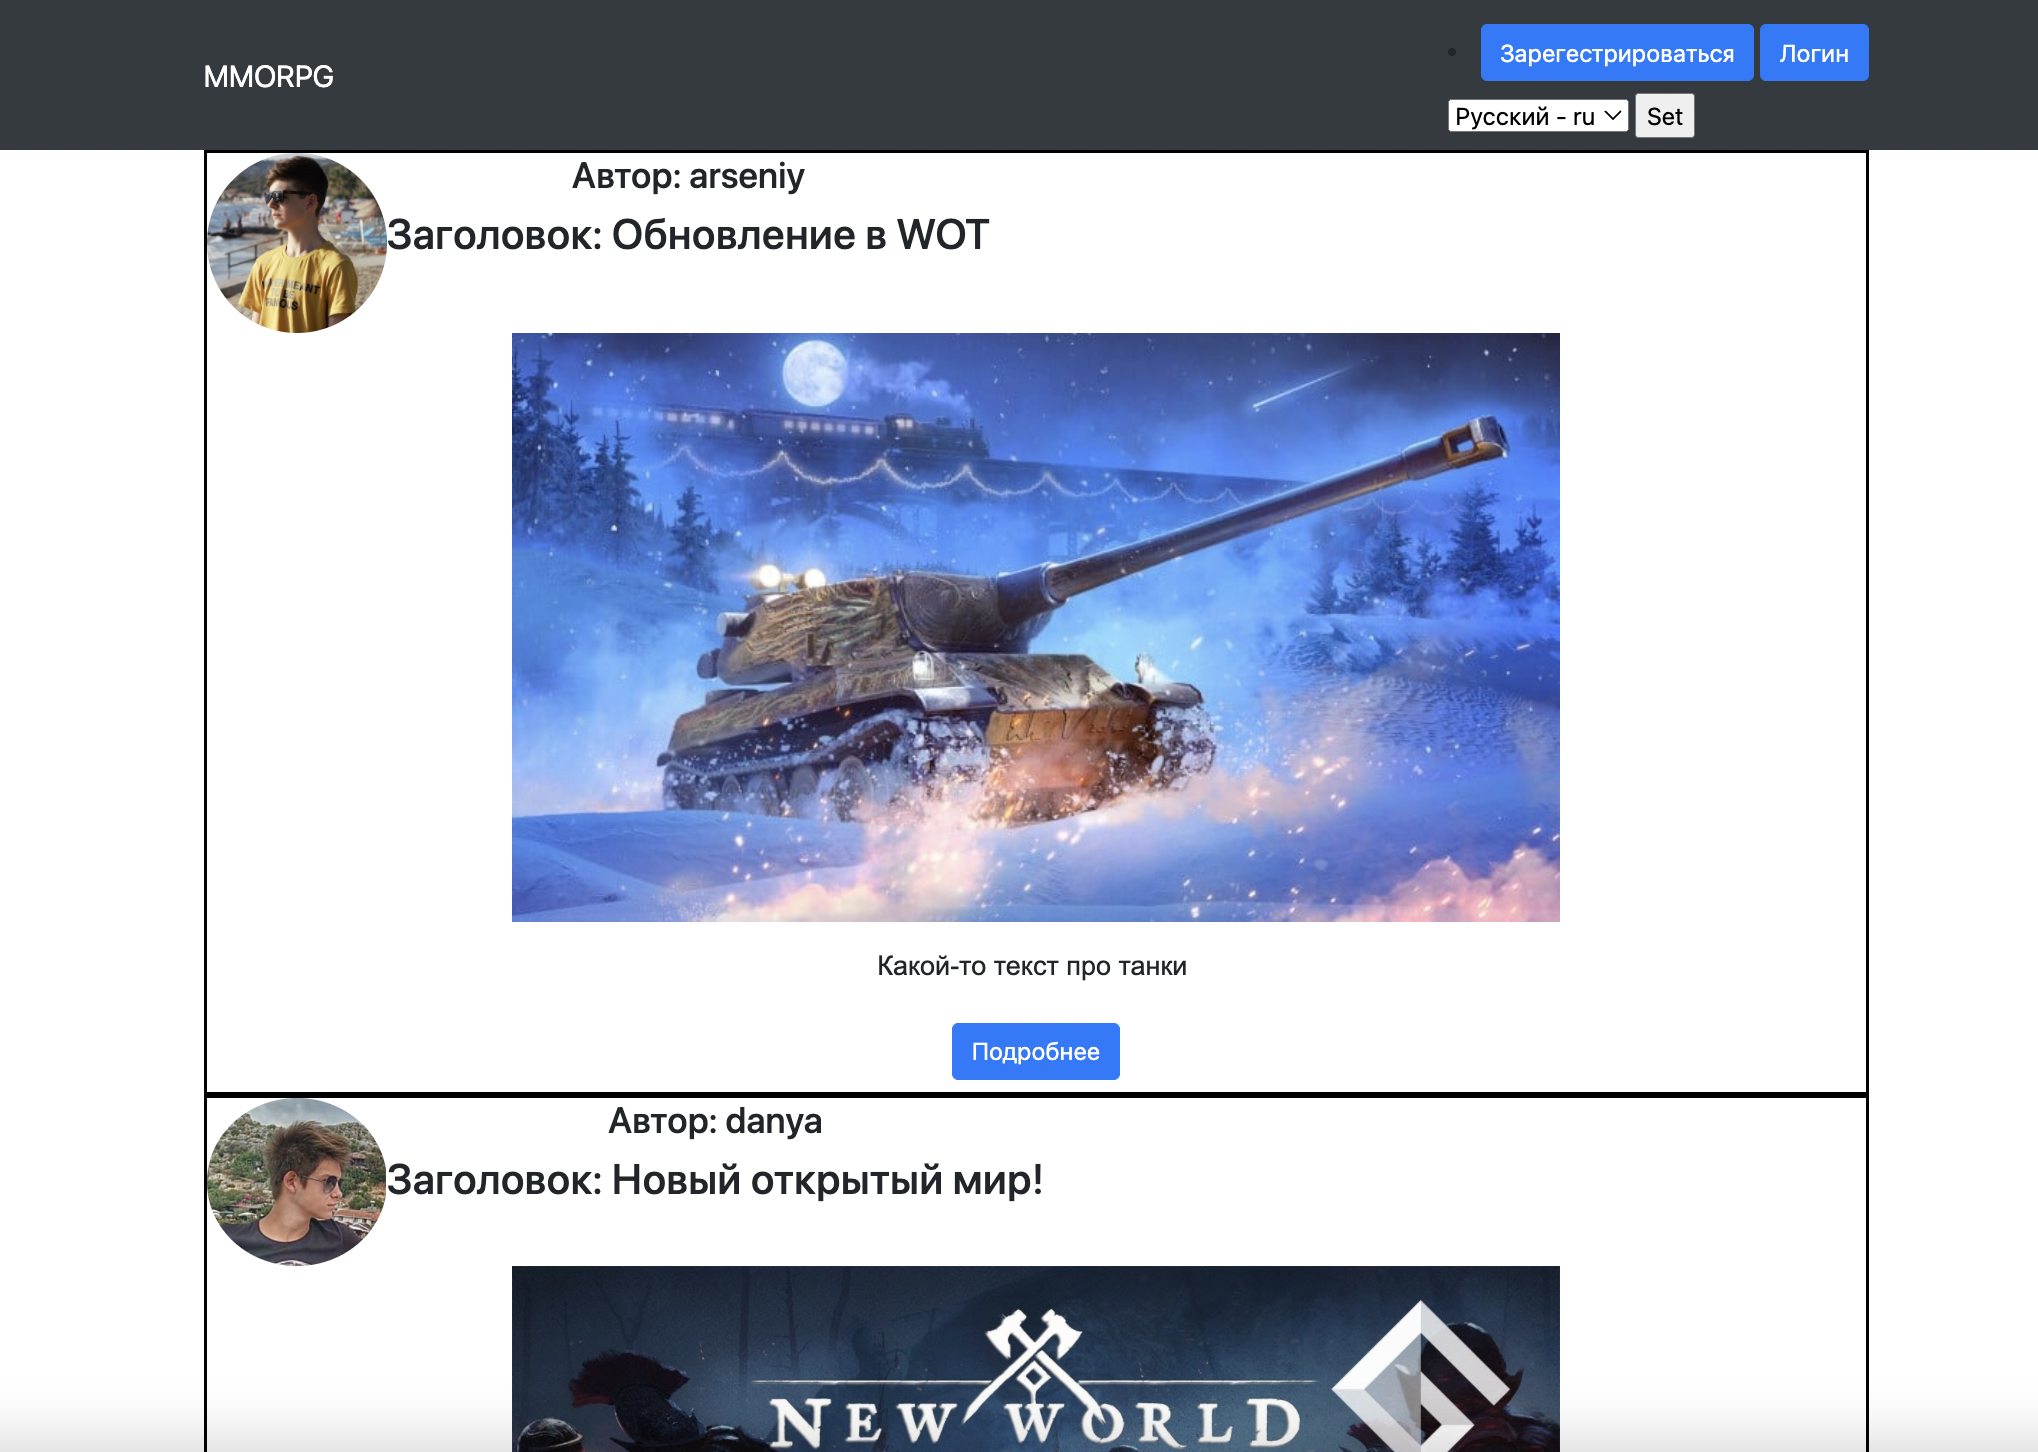 MMORPG
Зарегестрироваться Логин
Русский - ru Set
Автор: arseniy
Заголовок: Обновление в WOT
Какой-то текст про танки
Подробнее
Автор: danya
Заголовок: Новый открытый мир!
NEW WORLD